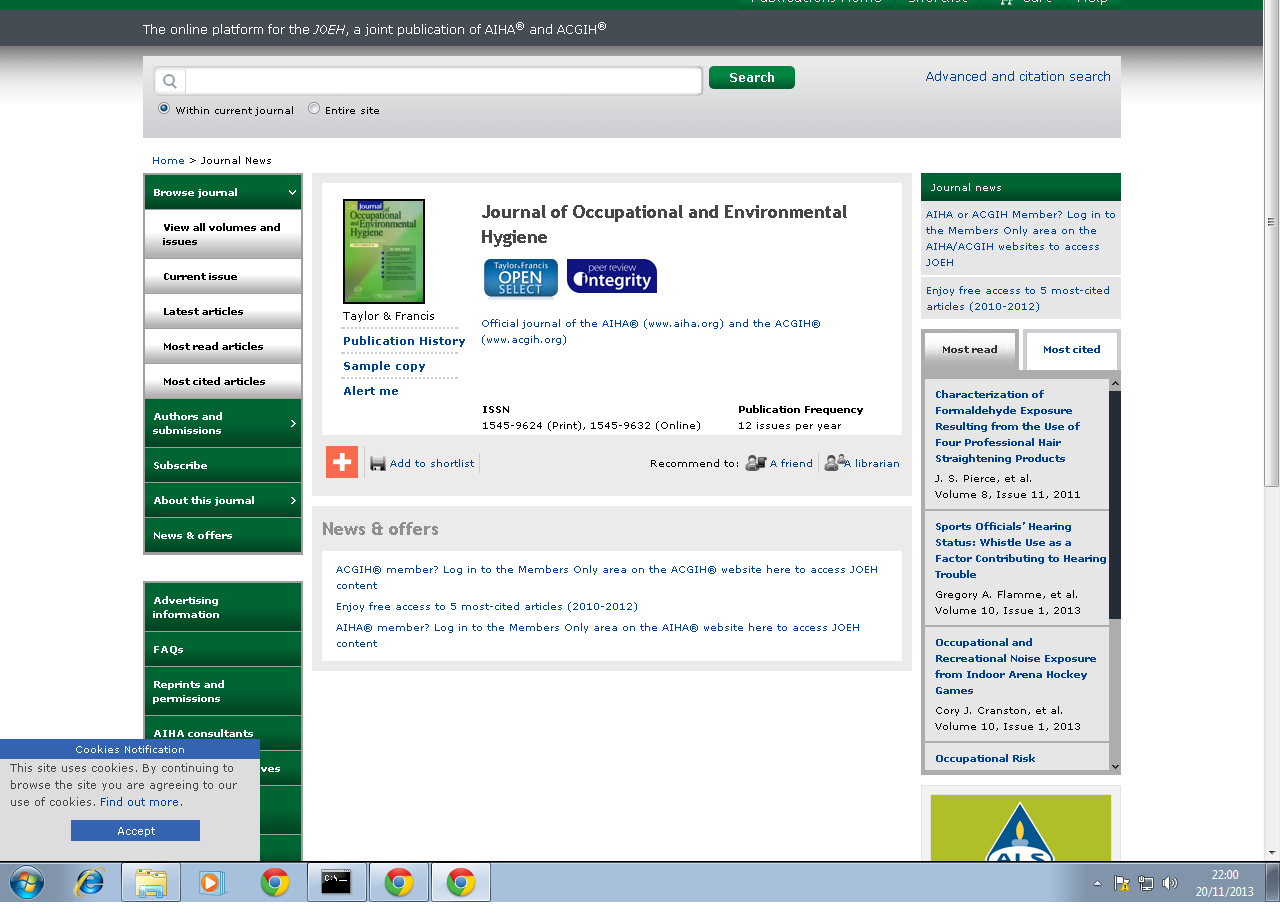 The online platform for the JOEH, a joint publication of AIHA® and ACGIH®
Search
Advanced and citation search
Within current journal
Entire site
Home > Journal News
Browse journal
View all volumes and
issues
Current issue
Latest articles
Most read articles
Most cited articles
Authors and
submissions
Subscribe
About this journal
News & offers
Advertising
information
FAQs
Reprints and
permissions
AIHA consultants
Journal of
Occupational
and Environmental
Hygiene
Taylor & Francis
Publication History
Sample copy
Alert me
Journal of Occupational and Environmental
Hygiene
Taylor & Francis
OPEN
SELECT
peer review
integrity
Official journal of the AIHA® (www.aiha.org) and the ACGIH®
(www.acgih.org)
ISSN
1545-9624 (Print), 1545-9632 (Online)
Publication Frequency
12 issues per year
Add to shortlist
Recommend to:
A friend
A librarian
News & offers
ACGIH® member? Log in to the Members Only area on the ACGIH® website here to access JOEH
content
Enjoy free access to 5 most-cited articles (2010-2012)
AIHA® member? Log in to the Members Only area on the AIHA® website here to access JOEH
content
Journal news
AIHA or ACGIH Member? Log in to
the Members Only area on the
AIHA/ACGIH websites to access
JOEH
Enjoy free access to 5 most-cited
articles (2010-2012)
Most read
Most cited
Characterization of
Formaldehyde Exposure
Resulting from the Use of
Four Professional Hair
Straightening Products
J. S. Pierce, et al.
Volume 8, Issue 11, 2011
Sports Officials' Hearing
Status: Whistle Use as a
Factor Contributing to Hearing
Trouble
Gregory A. Flamme, et al.
Volume 10, Issue 1, 2013
Occupational and
Recreational Noise Exposure
from Indoor Arena Hockey
Games
Cory J. Cranston, et al.
Volume 10, Issue 1, 2013
Occupational Risk
ALS
Cookies Notification
This site uses cookies. By continuing to
browse the site you are agreeing to our
use of cookies. Find out more.
Accept
ves
C:\_
22:00
20/11/2013